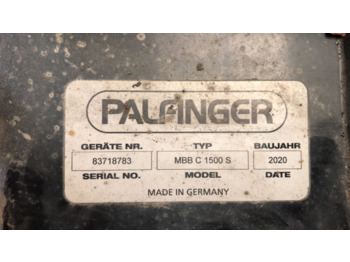 PALFINGER
GERÄTE NR. TYP BAUJAHR
83718783 MBB C 1500 S 2020
SERIAL NO. MODEL DATE
MADE IN GERMANY